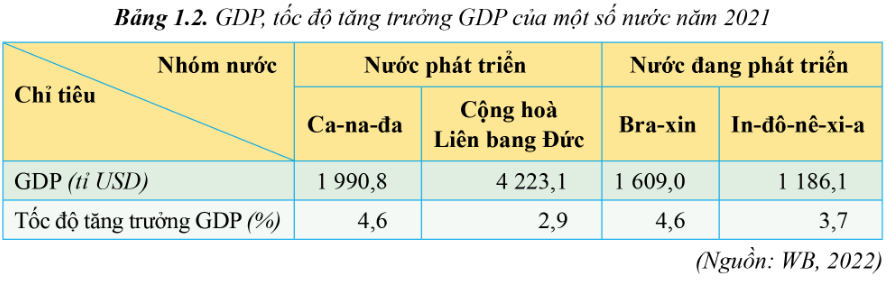 Bảng 1.2. GDP, tốc độ tăng trưởng GDP của một số nước năm 2021
Nhóm nước
Chỉ tiêu
Nước phát triển
Nước đang phát triển
Ca-na-đa
Cộng hoà
Liên bang Đức
Bra-xin
In-đô-nê-xi-a
GDP (tỉ USD) 1 990,8 4 223,1 1 609,0 1 186,1
Tốc độ tăng trưởng GDP (%) 4,6 2,9 4,6 3,7
(Nguồn: WB, 2022)